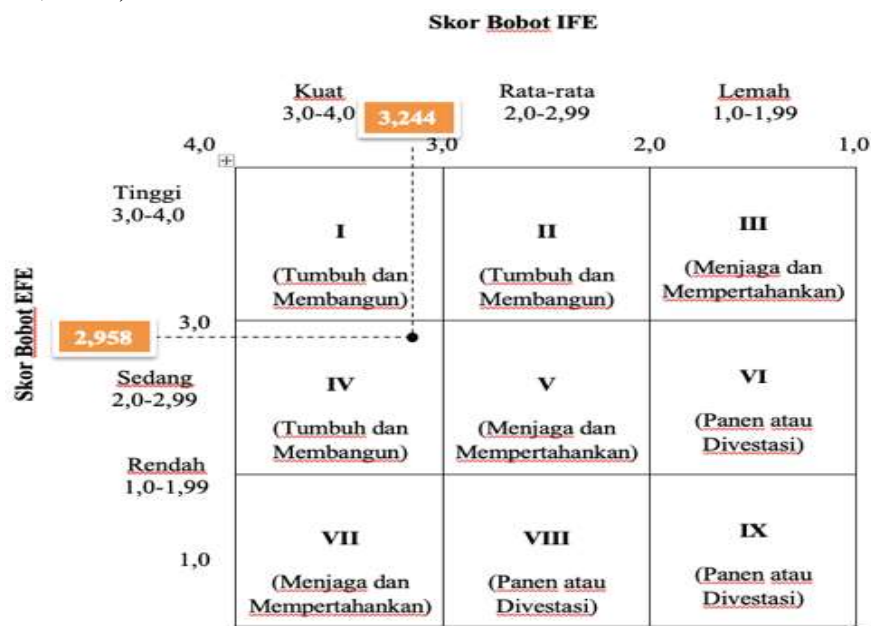 Skor Bobot IFE
Kuat
3,0-4,0
Rata-rata
2,0-2,99
Lemah
1,0-1,99
3,244
4,0
3,0
2,0
1,0
Tinggi
3,0-4,0
I
(Tumbuh dan
Membangun)
II
(Tumbuh dan
Membangun)
III
(Menjaga dan
Mempertahankan)
Skor Bobot EFE
3,0
2,958
Sedang
2,0-2,99
IV
(Tumbuh dan
Membangun)
V
(Menjaga dan
Mempertahankan)
VI
(Panen atau
Divestasi)
Rendah
1,0-1,99
1,0
VII
(Menjaga dan
Mempertahankan)
VIII
(Panen atau
Divestasi)
IX
(Panen atau
Divestasi)